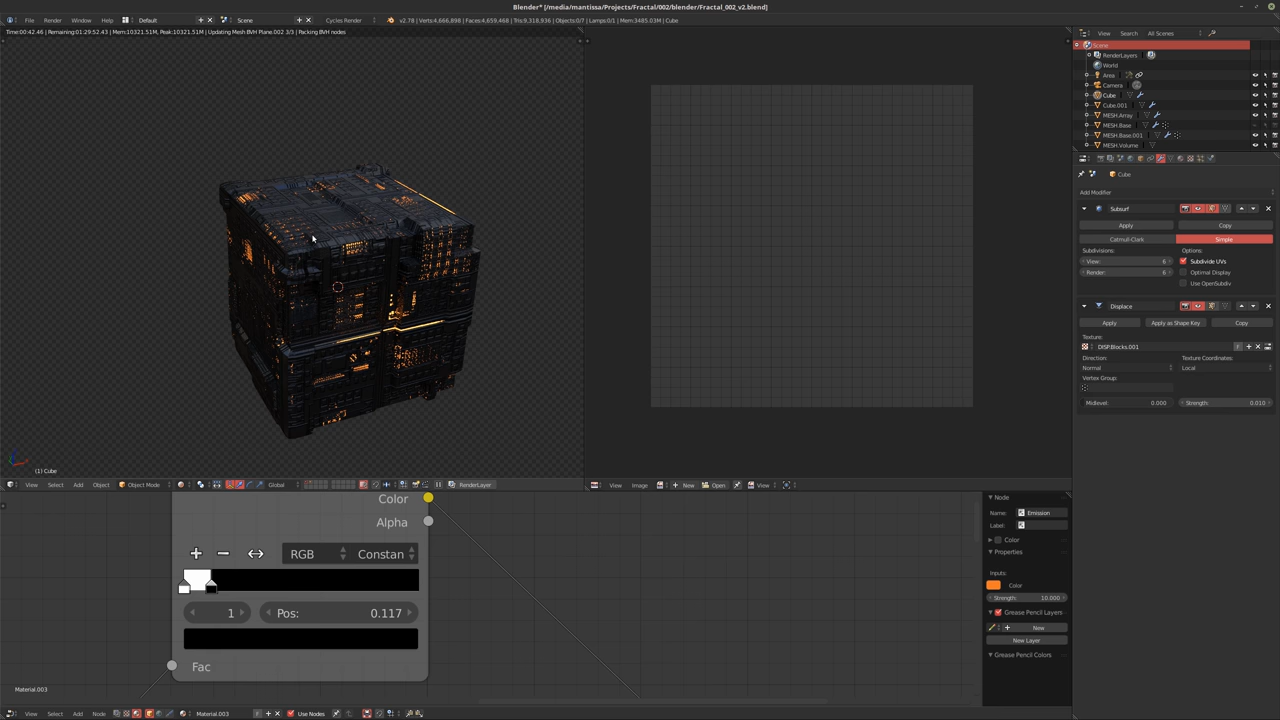 Blender* [/media/mantissa/Projects/Fractal/002/blender/Fractal_002_v2.blend]
File Render Window Help Default Scene Cycles Render v2.78 | Verts:4,666,898 | Faces:4,659,468 | Tris:9,318,936 | Objects:0/7 | Lamps:0/1 | Mem:3485.03M | Cube
Time:00:42.46 | Remaining:01:29:52.43 | Mem:10321.51M, Peak:10321.51M | Updating Mesh BVH Plane.002 3/3 | Packing BVH nodes
View Search All Scenes
Scene
RenderLayers
World
Area
Camera
Cube
Cube.001
MESH.Array
MESH.Base
MESH.Base.001
MESH.Volume
Cube
Add Modifier
Subsurf
Apply Copy
Catmull-Clark Simple
Subdivisions: Options:
View: 6 Subdivide UVs
Render: 6 Optimal Display
Use OpenSubdiv
Displace
Apply Apply as Shape Key Copy
Texture:
DISP.Blocks.001 F
Direction: Texture Coordinates:
Normal Local
Vertex Group:
Midlevel: 0.000 Strength: 0.010
(1) Cube
View Select Add Object Object Mode Global RenderLayer
View Image New Open View
Color
Alpha
RGB Constan
1 Pos: 0.117
Fac
Material.003
Node
Name: Emission
Label:
Color
Properties
Inputs:
Color
Strength: 10.000
Grease Pencil Layers
New
New Layer
Grease Pencil Colors
View Select Add Node Material.003 F Use Nodes